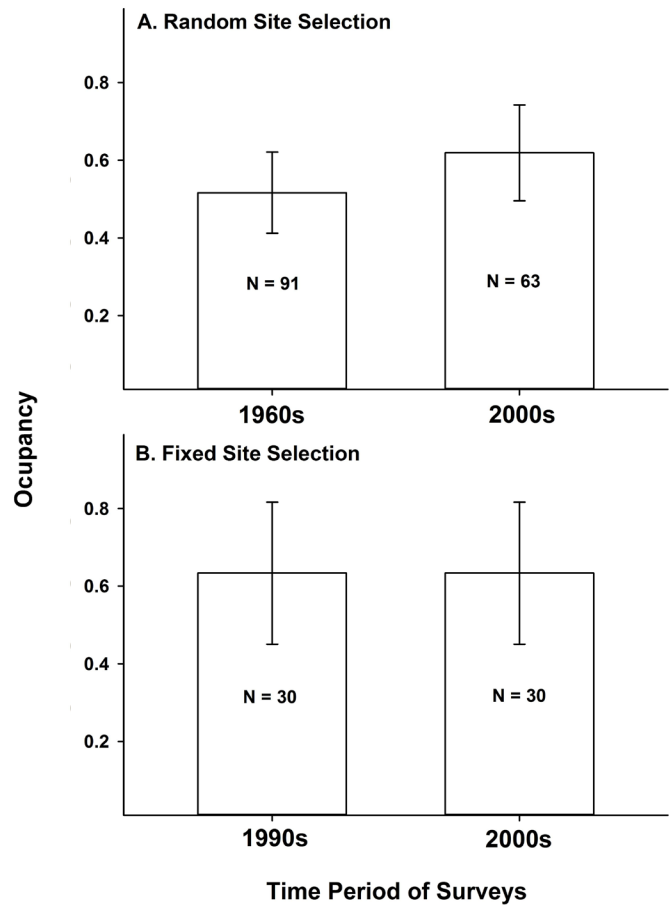 A. Random Site Selection
0.8
0.6
0.4
0.2
N = 91
N = 63
1960s
2000s
Ocupancy
B. Fixed Site Selection
0.8
0.6
0.4
0.2
N = 30
N = 30
1990s
2000s
Time Period of Surveys